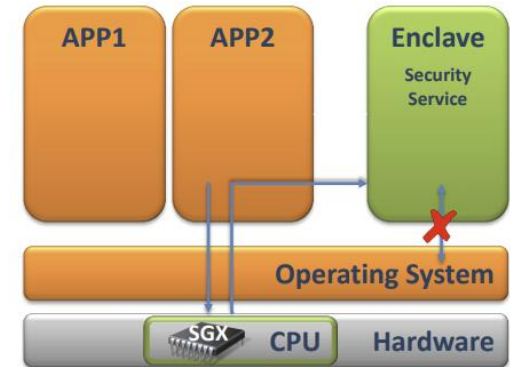 APP1
APP2
Enclave
Security
Service
Operating System
SGX
CPU
Hardware